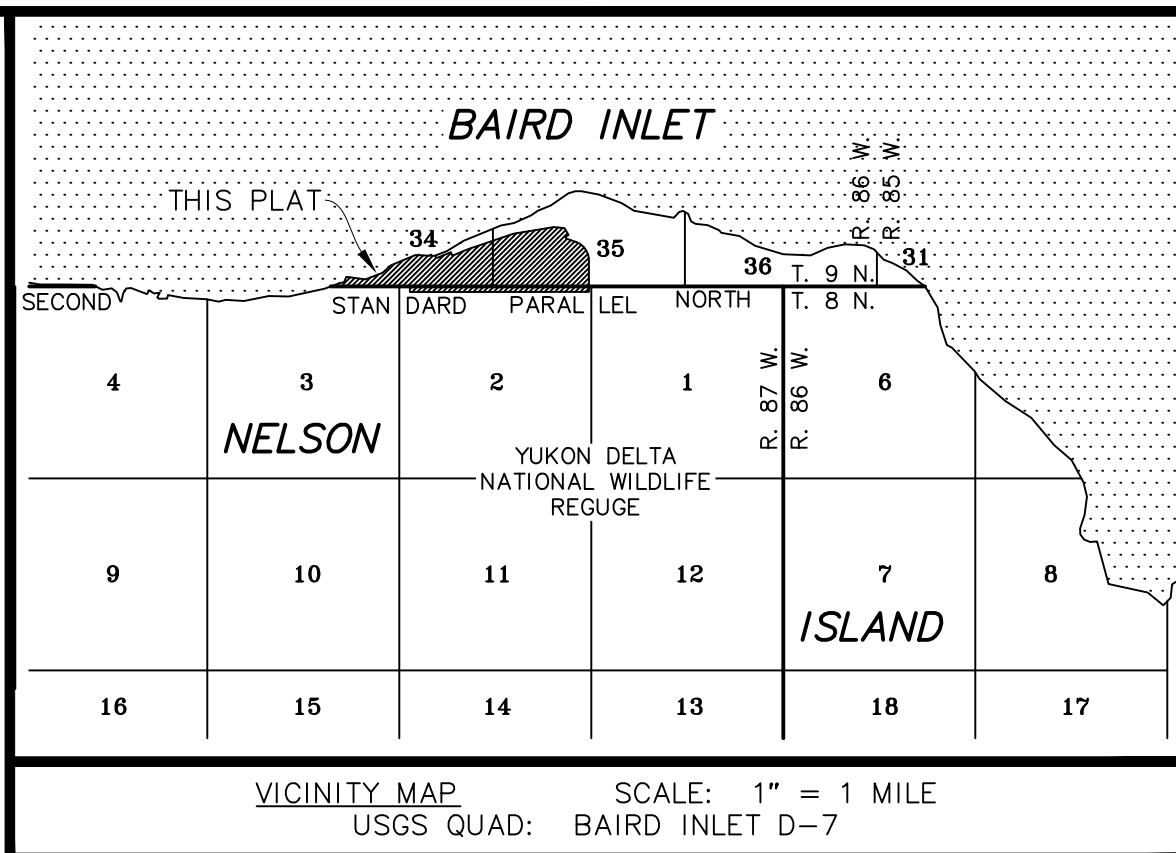 BAIRD INLET
R. 86 W.
R. 85 W.
THIS PLAT
34
35
36
31
T. 9 N.
SECOND
STAN DARD
PARAL LEL
NORTH
T. 8 N.
4
3
2
1
R. 87 W.
R. 86 W.
6
NELSON
YUKON DELTA
NATIONAL WILDLIFE
REGUGE
9
10
11
12
7
8
ISLAND
16
15
14
13
18
17
VICINITY MAP SCALE: 1" = 1 MILE
USGS QUAD: BAIRD INLET D-7